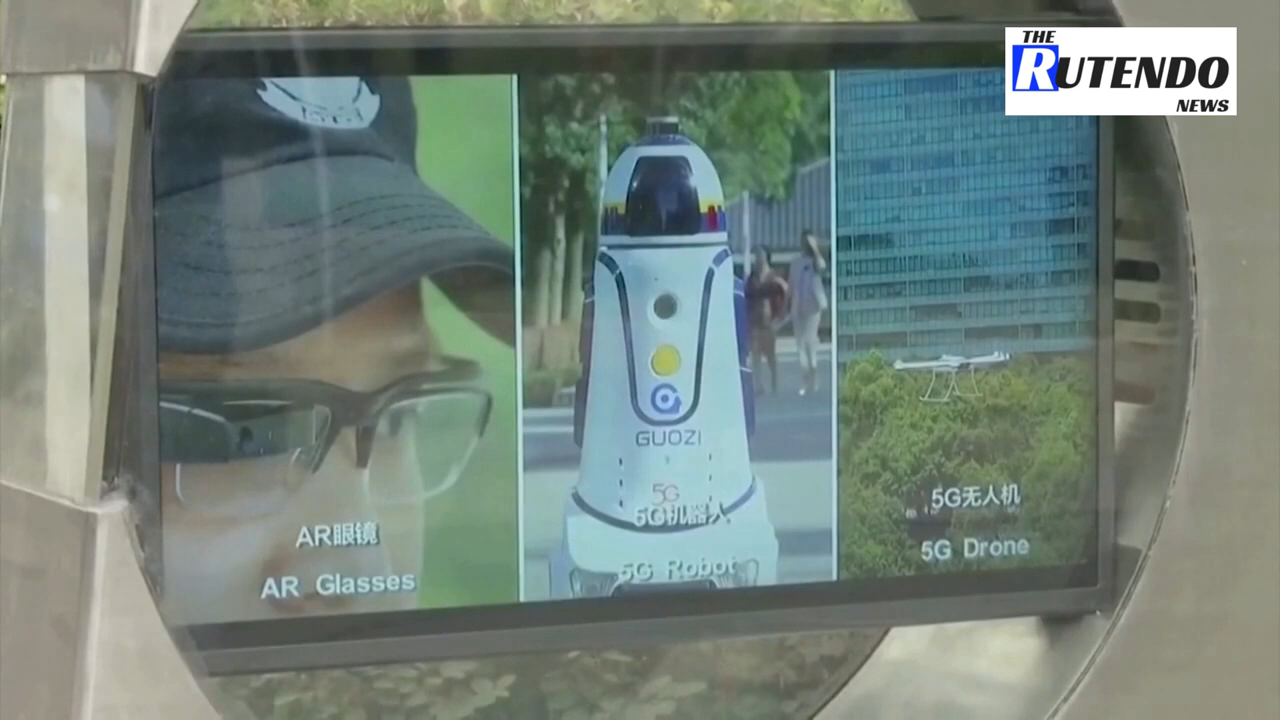 THE
RUTENDO
NEWS
GUOZI
5G
AR眼镜
AR Glasses
5G机器人
5G Robot
5G无人机
5G Drone